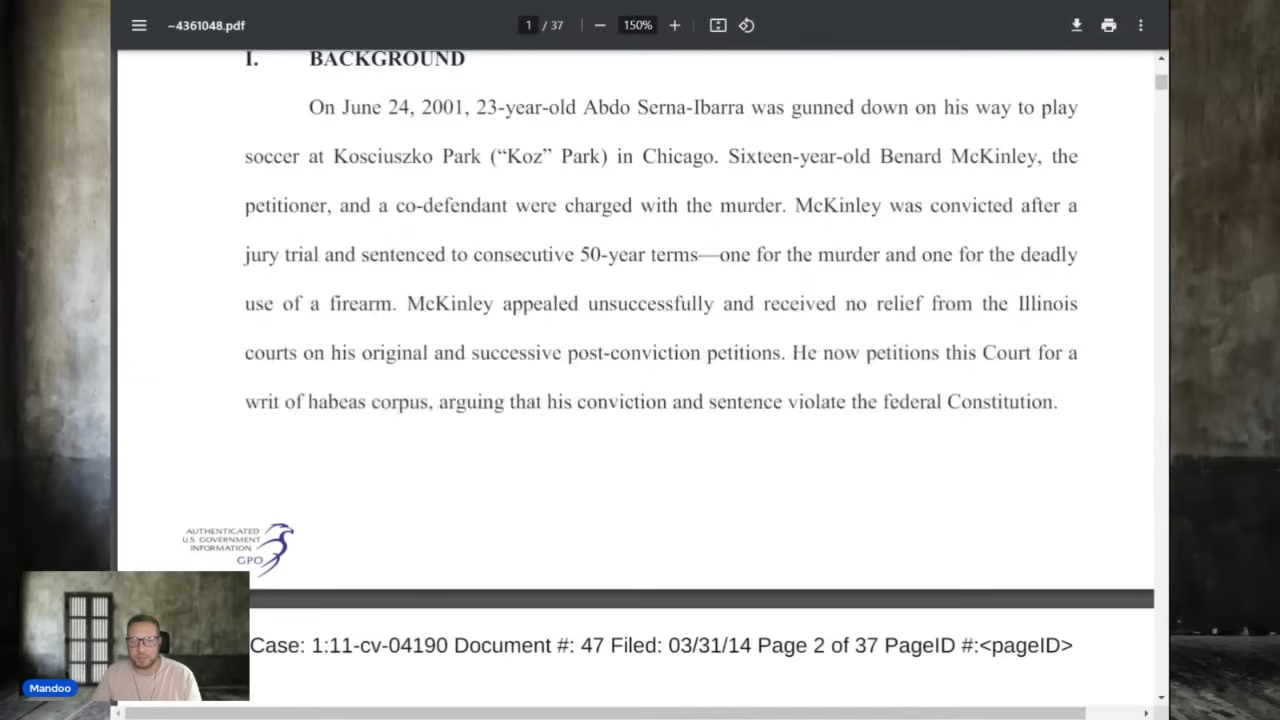 ~4361048.pdf
1 / 37
150%
I. BACKGROUND
On June 24, 2001, 23-year-old Abdo Serna-Ibarra was gunned down on his way to play
soccer at Kosciuszko Park (“Koz” Park) in Chicago. Sixteen-year-old Benard McKinley, the
petitioner, and a co-defendant were charged with the murder. McKinley was convicted after a
jury trial and sentenced to consecutive 50-year terms—one for the murder and one for the deadly
use of a firearm. McKinley appealed unsuccessfully and received no relief from the Illinois
courts on his original and successive post-conviction petitions. He now petitions this Court for a
writ of habeas corpus, arguing that his conviction and sentence violate the federal Constitution.
AUTHENTICATED
U.S. GOVERNMENT
INFORMATION
GPO
Case: 1:11-cv-04190 Document #: 47 Filed: 03/31/14 Page 2 of 37 PageID #:<pageID>
Mandoo